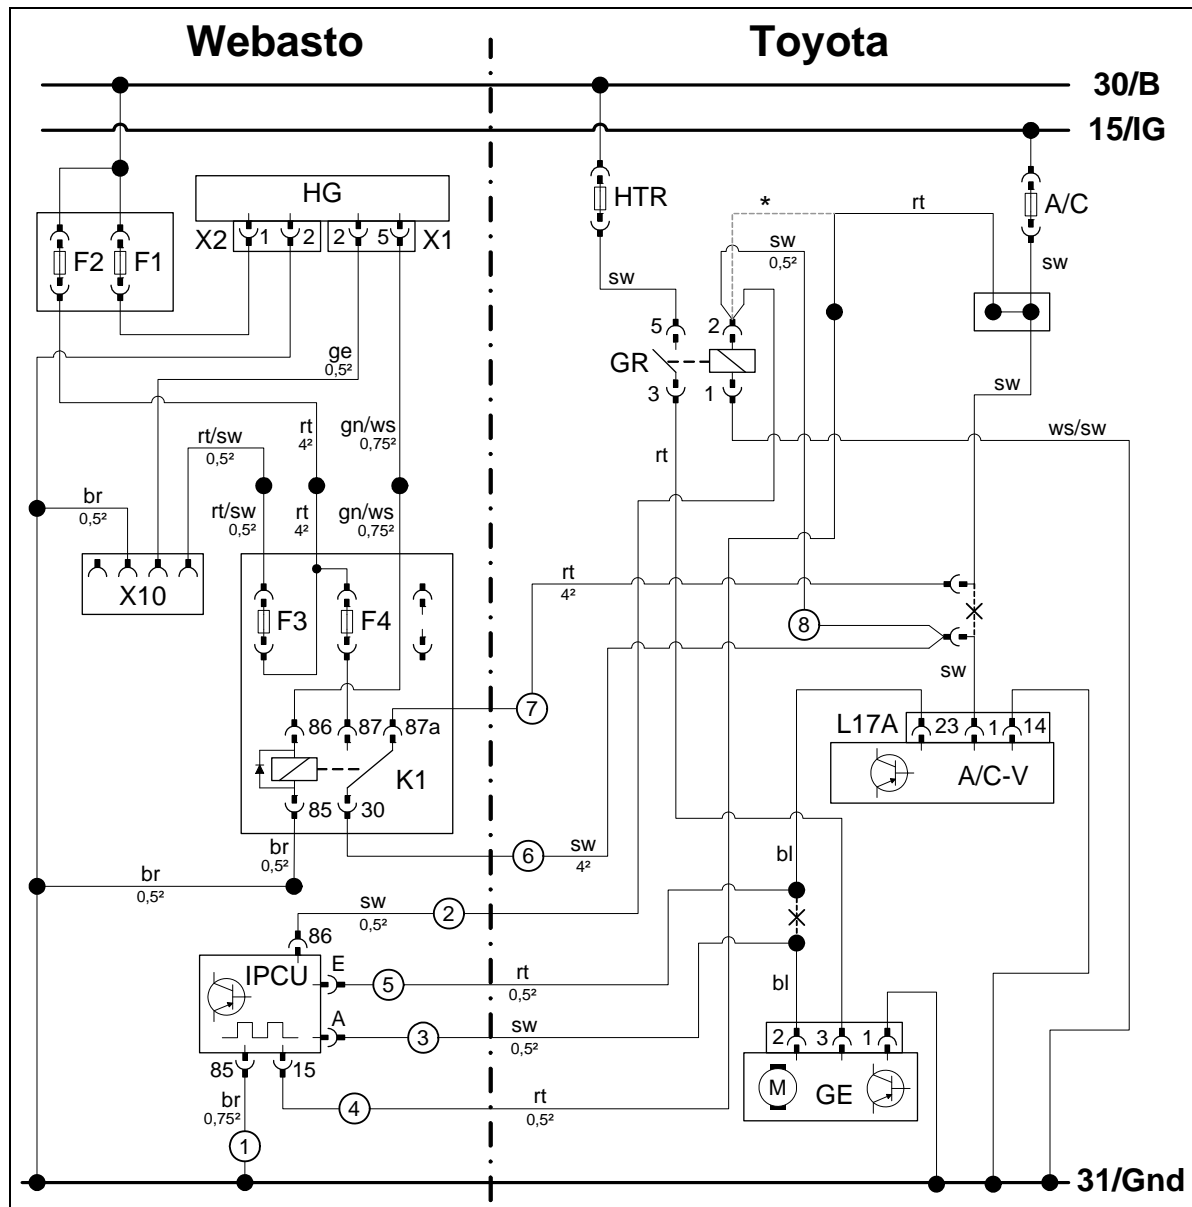 Webasto Toyota
30/B
15/IG
HG HTR * rt A/C
X2 1 2 2 5 X1
F2 F1 sw 0,5²
sw sw
5 2
ge 0,5² GR
3 1 sw
rt/sw 0,5² rt 4² gn/ws 0,75² rt ws/sw
br 0,5² rt/sw 0,5² rt 4² gn/ws 0,75²
X10 rt 4²
F3 F4 8
sw
7
86 87 87a L17A 23 1 14
K1 A/C-V
85 30
br 0,5² 6 sw 4² bl
br 0,5²
sw 0,5² 2
86
IPCU E 5 rt 0,5² bl
A 3 sw 0,5²
2 3 1
85 15
M GE
br 0,75² 4 rt 0,5²
1
31/Gnd